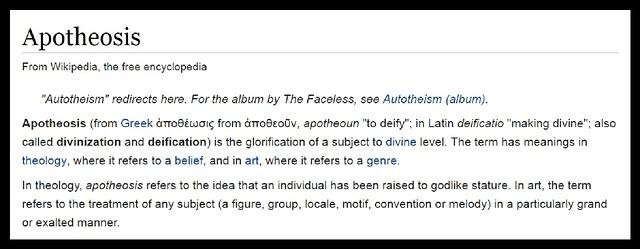 Apotheosis
From Wikipedia, the free encyclopedia
"Autotheism" redirects here. For the album by The Faceless, see Autotheism (album).
Apotheosis (from Greek ἀποθέωσις from ἀποθεοῦν, apotheoun "to deify"; in Latin deificatio "making divine"; also
called divinization and deification) is the glorification of a subject to divine level. The term has meanings in
theology, where it refers to a belief, and in art, where it refers to a genre.
In theology, apotheosis refers to the idea that an individual has been raised to godlike stature. In art, the term
refers to the treatment of any subject (a figure, group, locale, motif, convention or melody) in a particularly grand
or exalted manner.